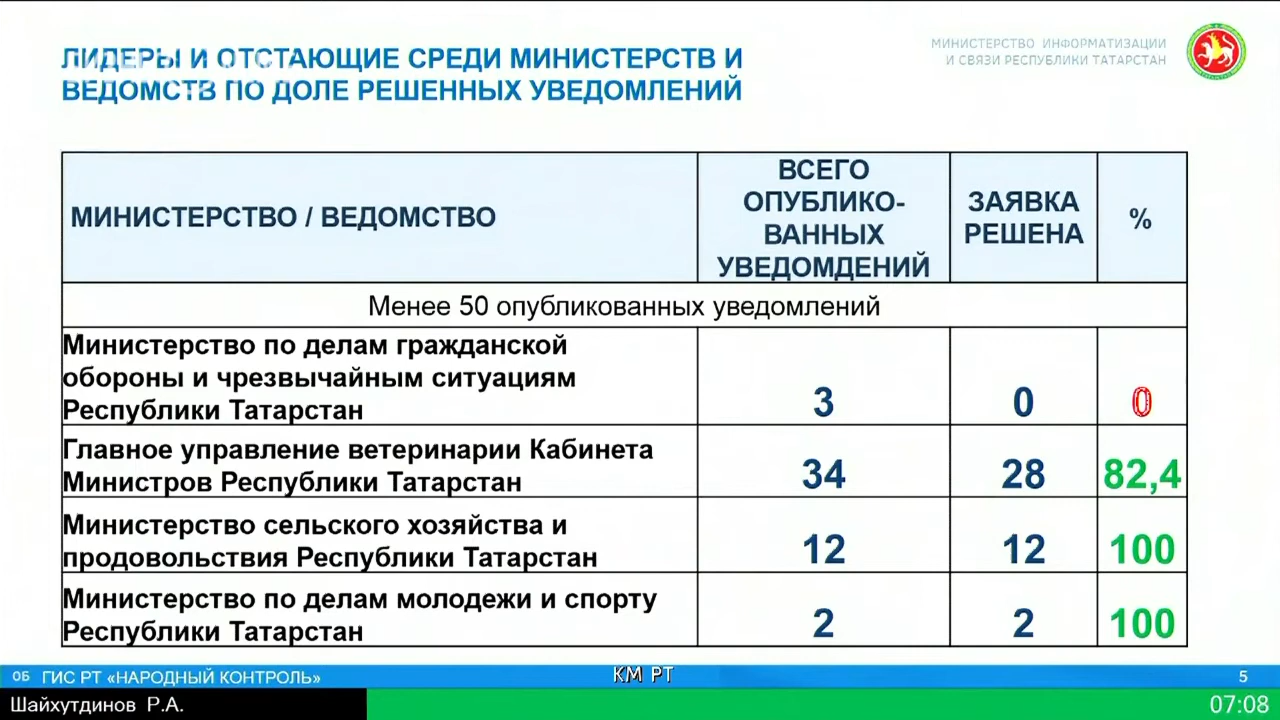 ЛИДЕРЫ И ОТСТАЮЩИЕ СРЕДИ МИНИСТЕРСТВ И
ВЕДОМСТВ ПО ДОЛЕ РЕШЕННЫХ УВЕДОМЛЕНИЙ
МИНИСТЕРСТВО ИНФОРМАТИЗАЦИИ
И СВЯЗИ РЕСПУБЛИКИ ТАТАРСТАН
МИНИСТЕРСТВО / ВЕДОМСТВО
ВСЕГО
ОПУБЛИКО-
ВАННЫХ
УВЕДОМДЕНИЙ
ЗАЯВКА
РЕШЕНА
%
Менее 50 опубликованных уведомлений
Министерство по делам гражданской
обороны и чрезвычайным ситуациям
Республики Татарстан
3
0
0
Главное управление ветеринарии Кабинета
Министров Республики Татарстан
34
28
82,4
Министерство сельского хозяйства и
продовольствия Республики Татарстан
12
12
100
Министерство по делам молодежи и спорту
Республики Татарстан
2
2
100
ОБ ГИС РТ «НАРОДНЫЙ КОНТРОЛЬ»
КМ РТ
5
Шайхутдинов Р.А.
07:08